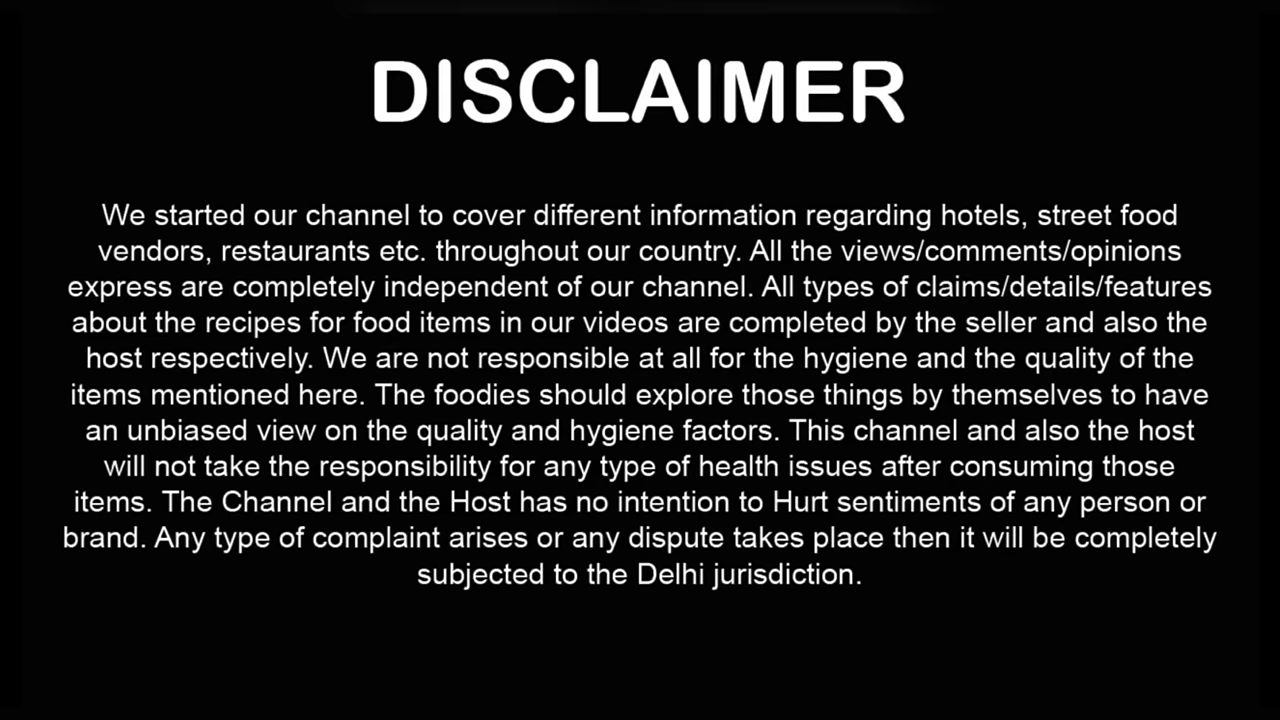 DISCLAIMER
We started our channel to cover different information regarding hotels, street food
vendors, restaurants etc. throughout our country. All the views/comments/opinions
express are completely independent of our channel. All types of claims/details/features
about the recipes for food items in our videos are completed by the seller and also the
host respectively. We are not responsible at all for the hygiene and the quality of the
items mentioned here. The foodies should explore those things by themselves to have
an unbiased view on the quality and hygiene factors. This channel and also the host
will not take the responsibility for any type of health issues after consuming those
items. The Channel and the Host has no intention to Hurt sentiments of any person or
brand. Any type of complaint arises or any dispute takes place then it will be completely
subjected to the Delhi jurisdiction.